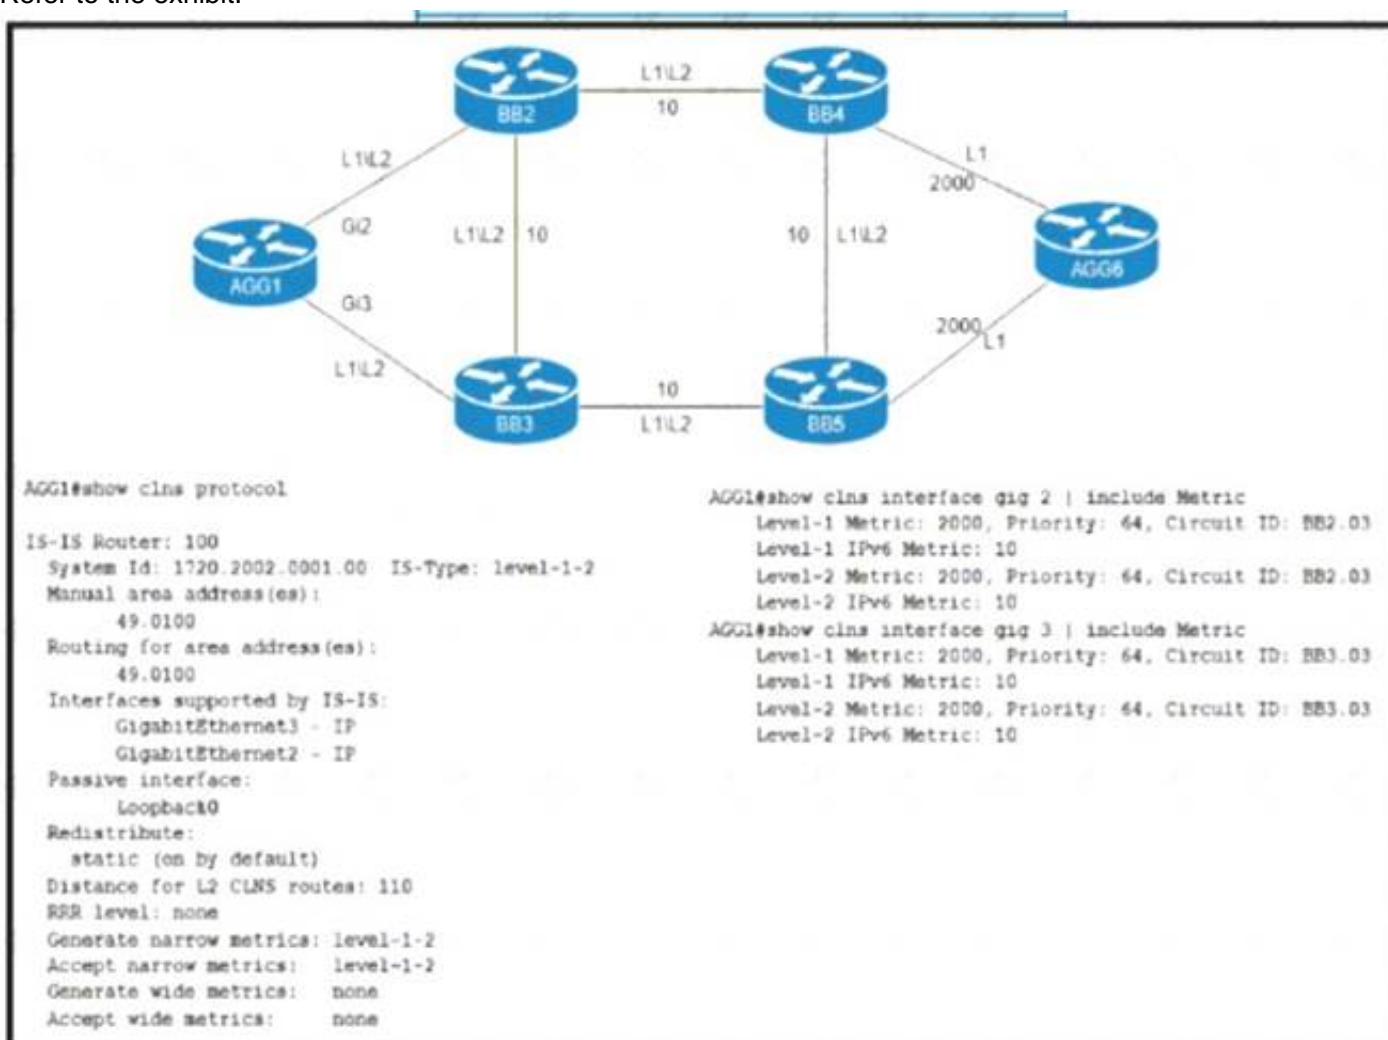 Refer to the exhibit.
L1\L2
10
BB2
BB4
L1\L2
L1
2000
Gi2
L1\L2
10
10
L1\L2
AGG1
AGG6
Gi3
2000
L1
L1\L2
10
BB3
L1\L2
BB5
AGG1#show clns protocol
IS-IS Router: 100
System Id: 1720.2002.0001.00 IS-Type: level-1-2
Manual area address(es):
49.0100
Routing for area address(es):
49.0100
Interfaces supported by IS-IS:
GigabitEthernet3 - IP
GigabitEthernet2 - IP
Passive interface:
Loopback0
Redistribute:
static (on by default)
Distance for L2 CLNS routes: 110
RRR level: none
Generate narrow metrics: level-1-2
Accept narrow metrics: level-1-2
Generate wide metrics: none
Accept wide metrics: none
AGG1#show clns interface gig 2 | include Metric
Level-1 Metric: 2000, Priority: 64, Circuit ID: BB2.03
Level-1 IPv6 Metric: 10
Level-2 Metric: 2000, Priority: 64, Circuit ID: BB2.03
Level-2 IPv6 Metric: 10
AGG1#show clns interface gig 3 | include Metric
Level-1 Metric: 2000, Priority: 64, Circuit ID: BB3.03
Level-1 IPv6 Metric: 10
Level-2 Metric: 2000, Priority: 64, Circuit ID: BB3.03
Level-2 IPv6 Metric: 10